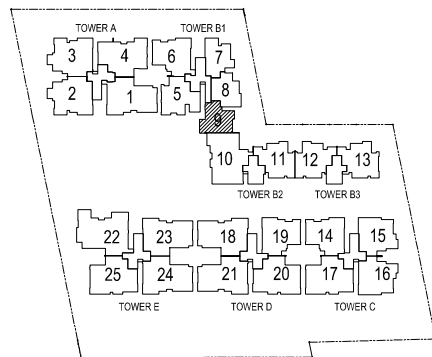 TOWER A TOWER B1
3 4 6 7
2 1 5 8
9
10 11 12 13
TOWER B2 TOWER B3
22 23 18 19 14 15
25 24 21 20 17 16
TOWER E TOWER D TOWER C